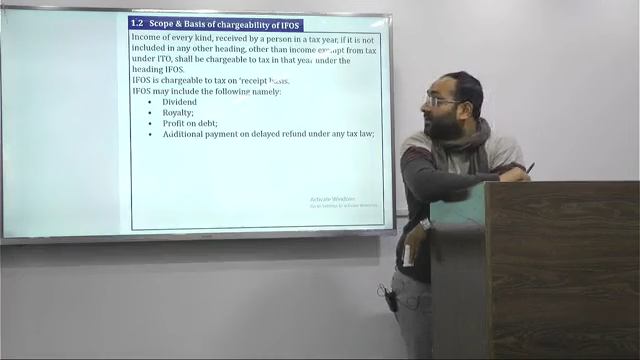 1.2 Scope & Basis of chargeability of IFOS
Income of every kind, received by a person in a tax year, if it is not
included in any other heading, other than income exempt from tax
under ITO, shall be chargeable to tax in that year under the
heading IFOS.
IFOS is chargeable to tax on 'receipt basis.
IFOS may include the following namely:
• Dividend
• Royalty;
• Profit on debt;
• Additional payment on delayed refund under any tax law;
Activate Windows
Go to Settings to activate Windows.